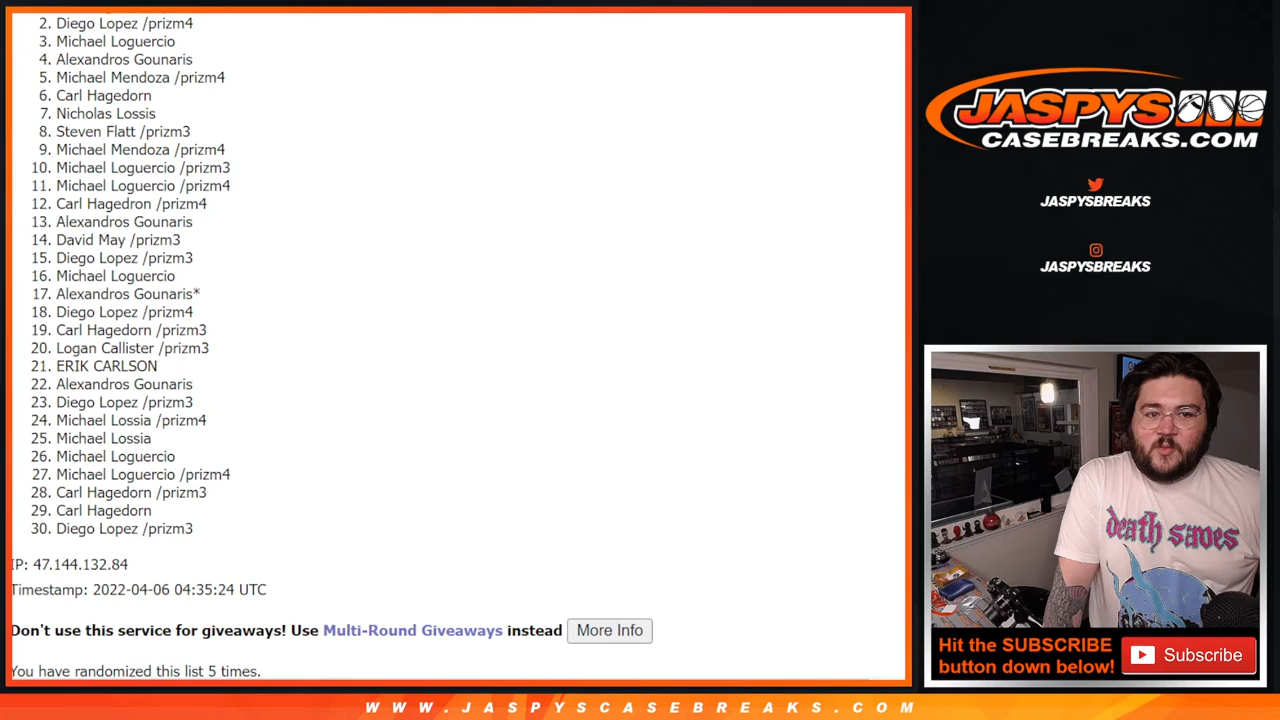 2. Diego Lopez /prizm4
3. Michael Loguercio
4. Alexandros Gounaris
5. Michael Mendoza /prizm4
6. Carl Hagedorn
7. Nicholas Lossis
8. Steven Flatt /prizm3
9. Michael Mendoza /prizm4
10. Michael Loguercio /prizm3
11. Michael Loguercio /prizm4
12. Carl Hagedron /prizm4
13. Alexandros Gounaris
14. David May /prizm3
15. Diego Lopez /prizm3
16. Michael Loguercio
17. Alexandros Gounaris*
18. Diego Lopez /prizm4
19. Carl Hagedorn /prizm3
20. Logan Callister /prizm3
21. ERIK CARLSON
22. Alexandros Gounaris
23. Diego Lopez /prizm3
24. Michael Lossia /prizm4
25. Michael Lossia
26. Michael Loguercio
27. Michael Loguercio /prizm4
28. Carl Hagedorn /prizm3
29. Carl Hagedorn
30. Diego Lopez /prizm3
IP: 47.144.132.84
Timestamp: 2022-04-06 04:35:24 UTC
Don't use this service for giveaways! Use Multi-Round Giveaways instead More Info
You have randomized this list 5 times.
JASPYS
CASEBREAKS.COM
JASPYSBREAKS
JASPYSBREAKS
death saves
Hit the SUBSCRIBE
button down below!
Subscribe
WWW.JASPYSCASEBREAKS.COM